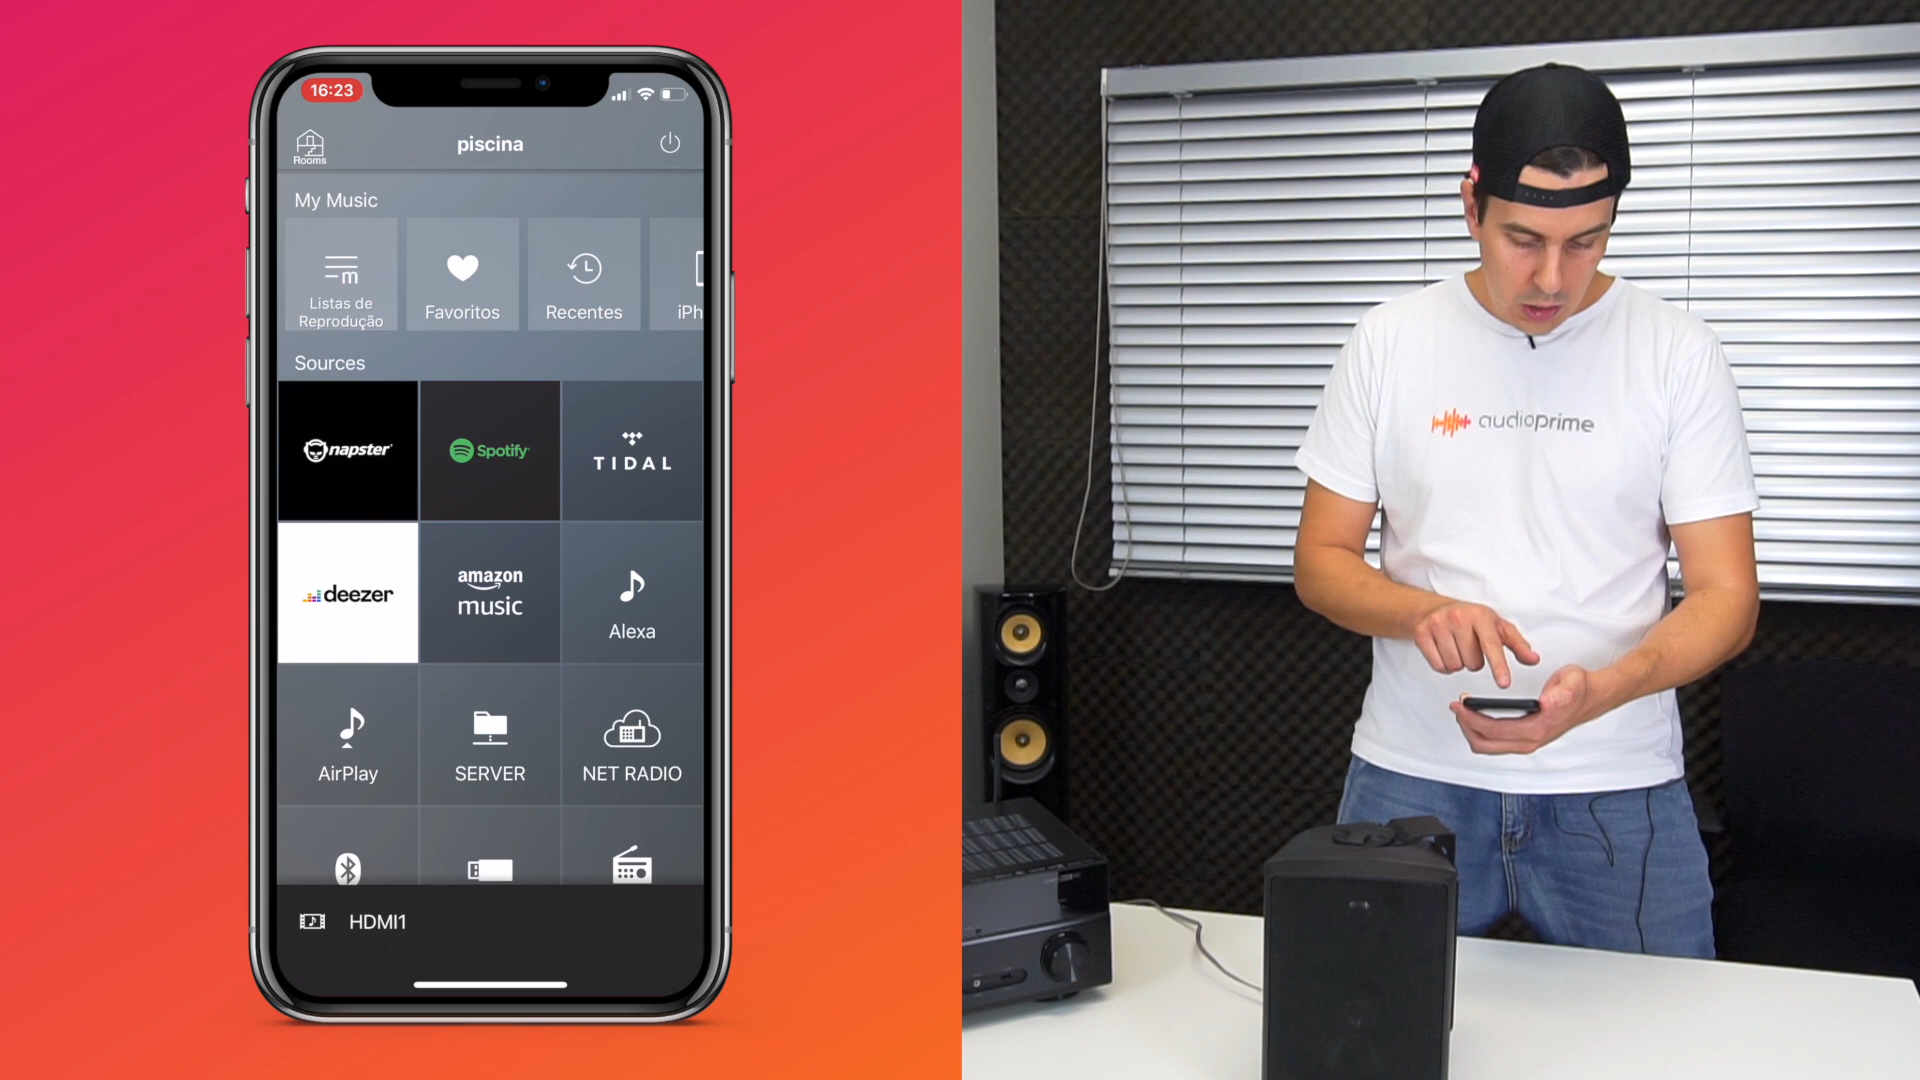 16:23
Rooms
piscina
My Music
Listas de
Reprodução
Favoritos
Recentes
iPh
Sources
napster
Spotify
TIDAL
deezer
amazon
music
Alexa
AirPlay
SERVER
NET RADIO
HDMI1
audioprime